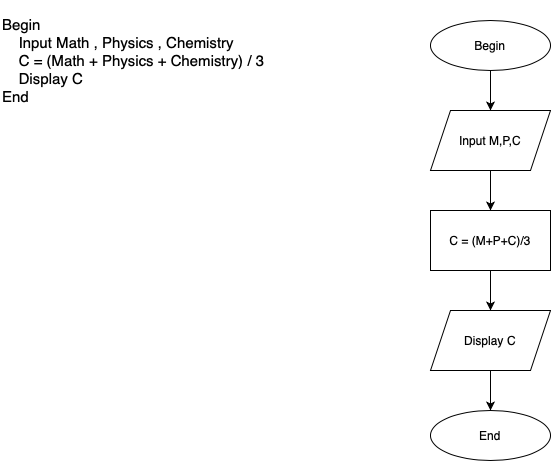 Begin
Input Math , Physics , Chemistry
C = (Math + Physics + Chemistry) / 3
Display C
End
Begin
Input M,P,C
C = (M+P+C)/3
Display C
End